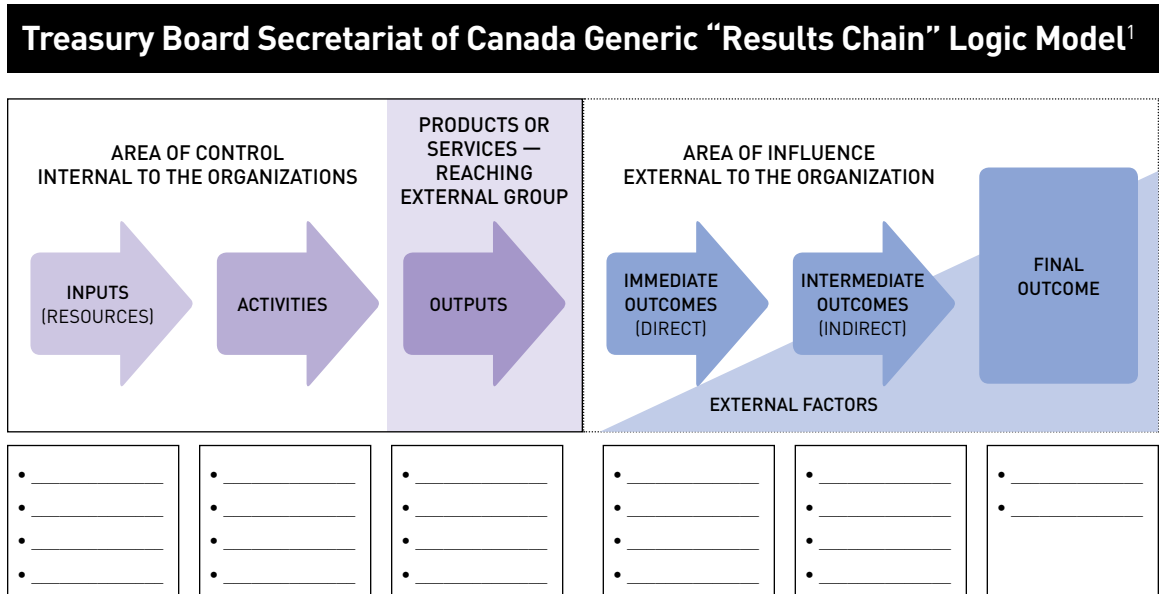 Treasury Board Secretariat of Canada Generic “Results Chain” Logic Model1
AREA OF CONTROL
INTERNAL TO THE ORGANIZATIONS
PRODUCTS OR
SERVICES —
REACHING
EXTERNAL GROUP
AREA OF INFLUENCE
EXTERNAL TO THE ORGANIZATION
INPUTS
(RESOURCES)
ACTIVITIES
OUTPUTS
IMMEDIATE
OUTCOMES
(DIRECT)
INTERMEDIATE
OUTCOMES
(INDIRECT)
FINAL
OUTCOME
EXTERNAL FACTORS